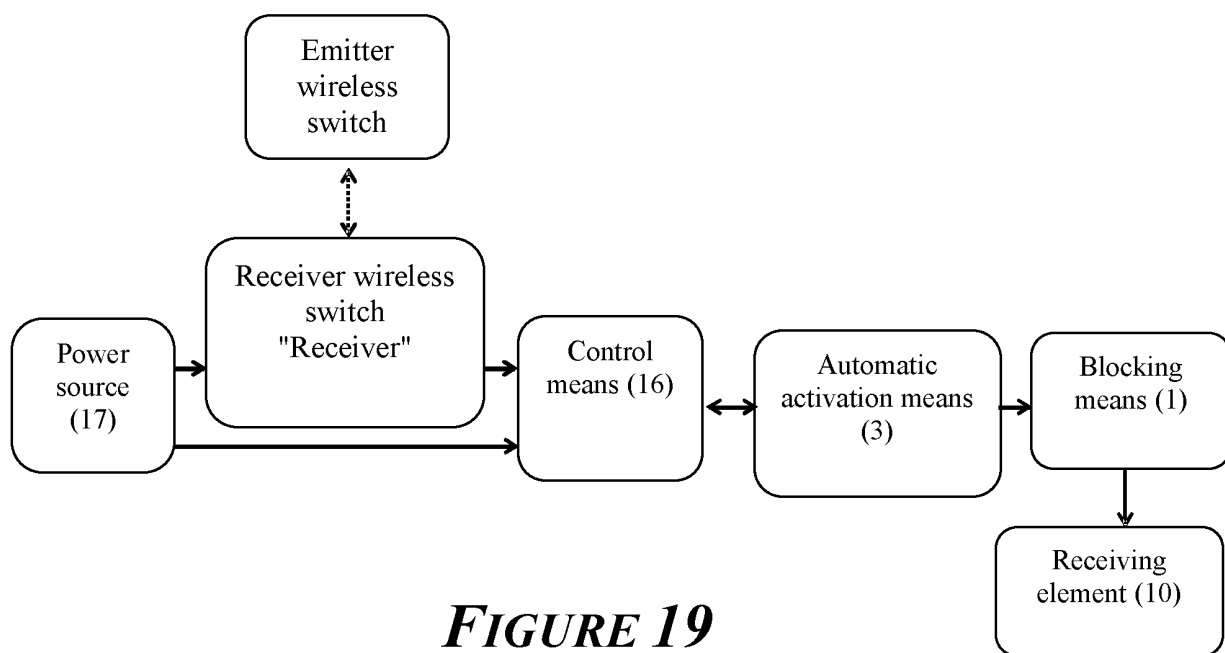 Emitter
wireless
switch
Receiver wireless
switch
"Receiver"
Power
source
(17)
Control
means (16)
Automatic
activation means
(3)
Blocking
means (1)
Receiving
element (10)
FIGURE 19